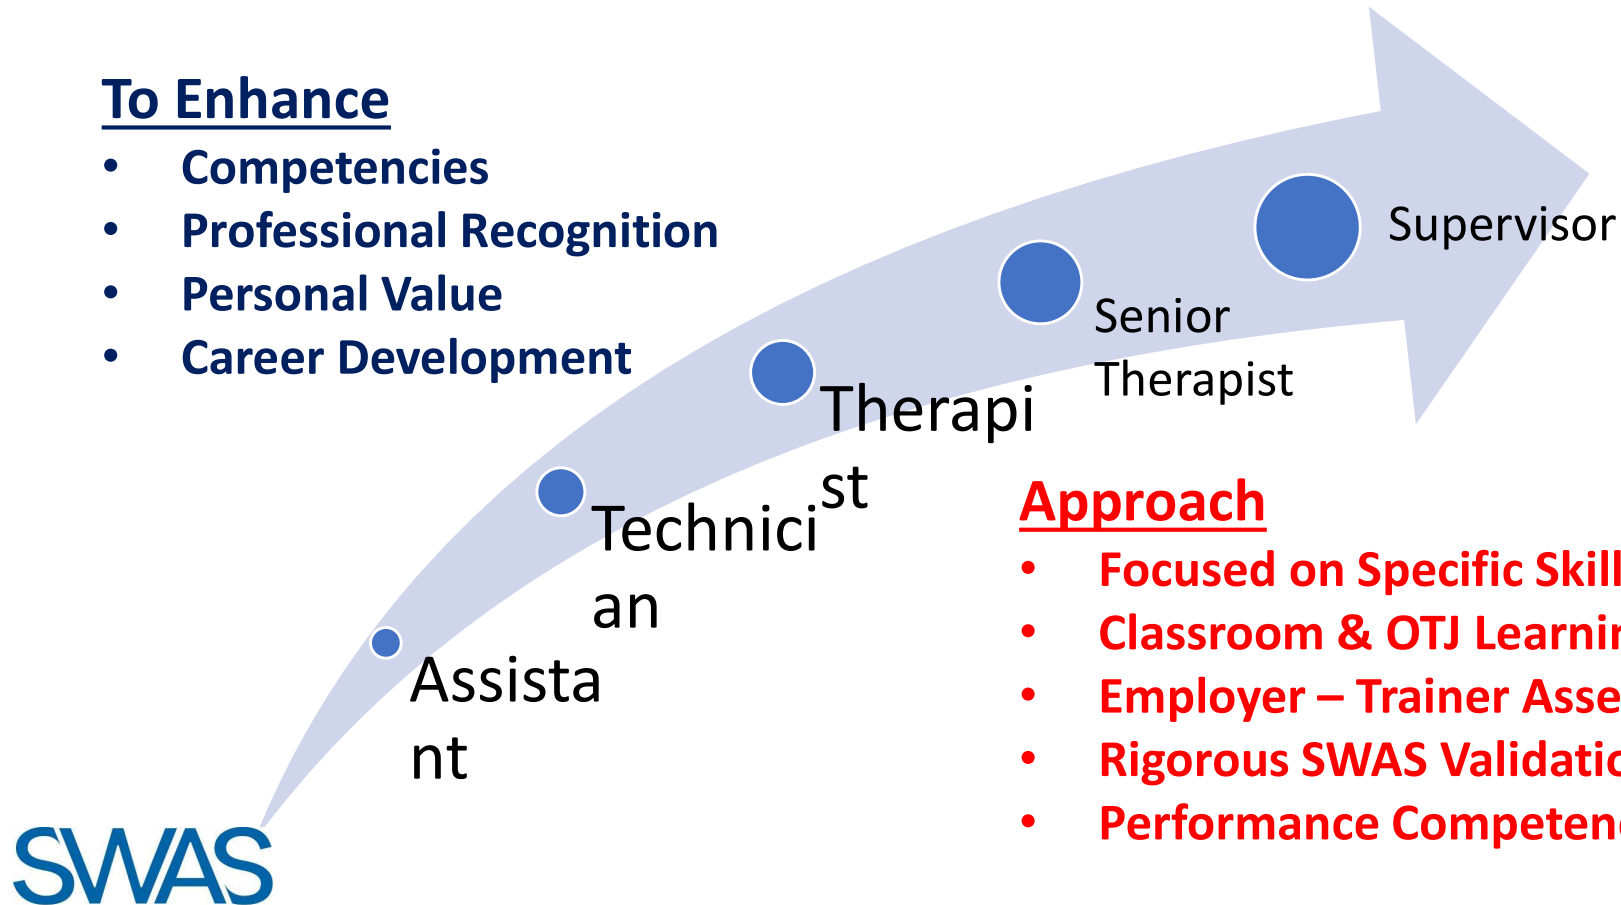 To Enhance
• Competencies
• Professional Recognition
• Personal Value
• Career Development
Supervisor
Senior
Therapist
Therapi
st
Technici
an
Assista
nt
Approach
• Focused on Specific Skill
• Classroom & OTJ Learnin
• Employer – Trainer Asse
• Rigorous SWAS Validatio
• Performance Competenc
SWAS